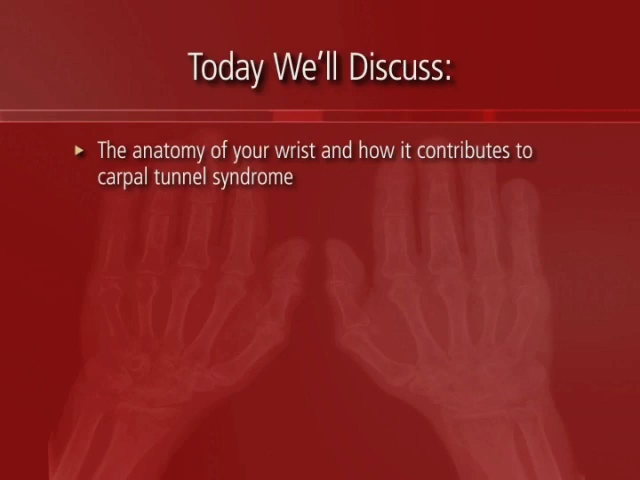 Today We'll Discuss:
The anatomy of your wrist and how it contributes to
carpal tunnel syndrome